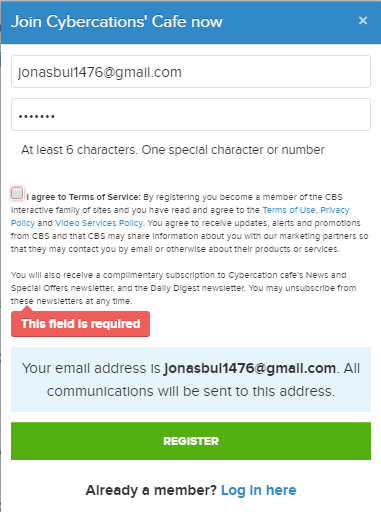 Join Cybercations' Cafe now ×
jonasbul1476@gmail.com
•••••••
At least 6 characters. One special character or number
I agree to Terms of Service: By registering you become a member of the CBS
Interactive family of sites and you have read and agree to the Terms of Use, Privacy
Policy and Video Services Policy. You agree to receive updates, alerts and promotions
from CBS and that CBS may share information about you with our marketing partners so
that they may contact you by email or otherwise about their products or services.
You will also receive a complimentary subscription to Cybercation cafe's News and
Special Offers newsletter, and the Daily Digest newsletter. You may unsubscribe from
these newsletters at any time.
This field is required
Your email address is jonasbul1476@gmail.com. All
communications will be sent to this address.
REGISTER
Already a member? Log in here